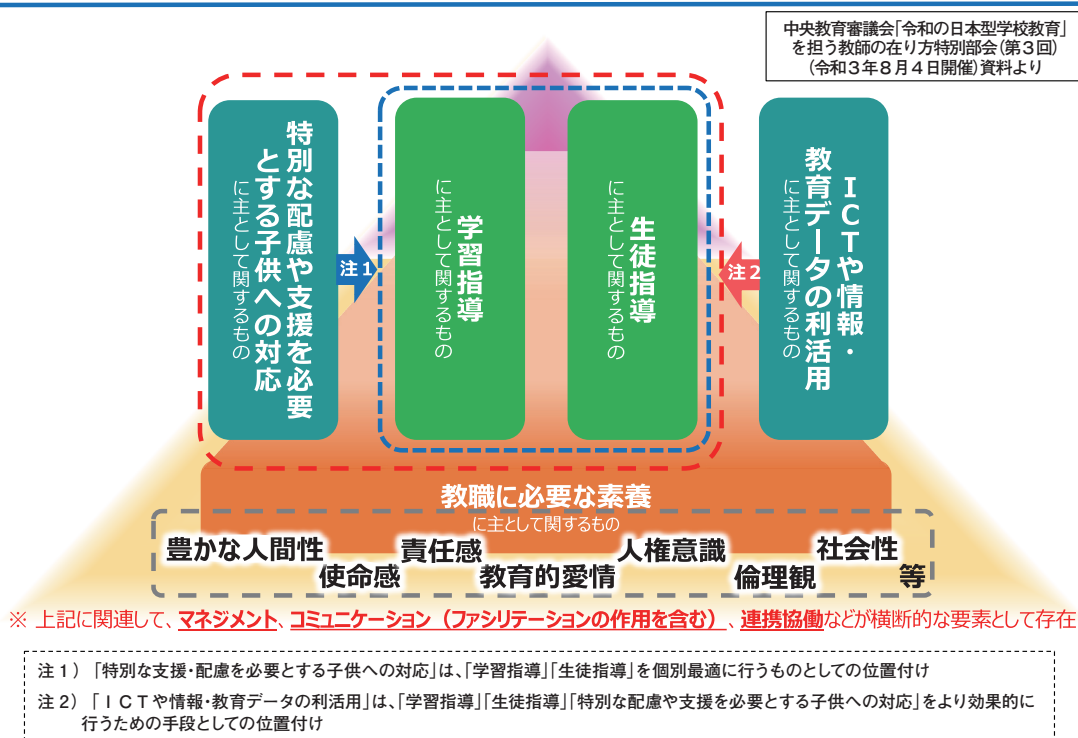 中央教育審議会「令和の日本型学校教育」
を担う教師の在り方特別部会(第3回)
(令和3年8月4日開催)資料より
特別な配慮や支援を必要
とする子供への対応
に主として関するもの
注1
学習指導
に主として関するもの
生徒指導
に主として関するもの
注2
ICTや情報・
教育データの利活用
に主として関するもの
教職に必要な素養
に主として関するもの
豊かな人間性 責任感 人権意識 社会性
使命感 教育的愛情 倫理観 等
※ 上記に関連して、マネジメント、コミュニケーション（ファシリテーションの作用を含む）、連携協働などが横断的な要素として存在
注1）「特別な支援・配慮を必要とする子供への対応」は、「学習指導」「生徒指導」を個別最適に行うものとしての位置付け
注2）「ICTや情報・教育データの利活用」は、「学習指導」「生徒指導」「特別な配慮や支援を必要とする子供への対応」をより効果的に
行うための手段としての位置付け